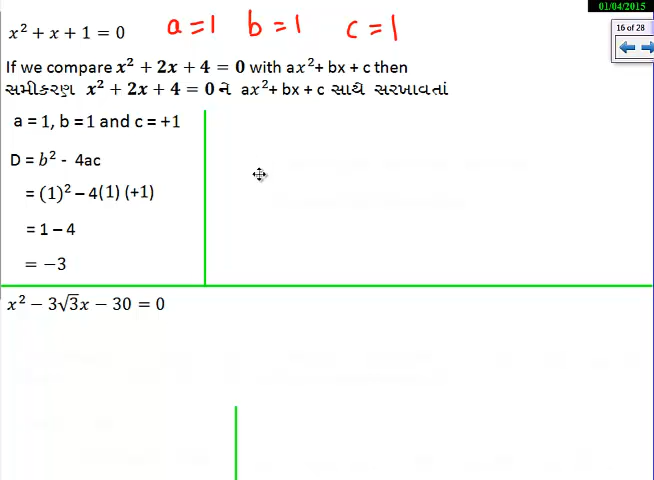 01/04/2015
16 of 28
x² + x + 1 = 0 a = 1 b = 1 c = 1
If we compare x² + 2x + 4 = 0 with ax²+ bx + c then
સમીકરણ x² + 2x + 4 = 0 ને ax²+ bx + c સાથે સરખાવતાં
a = 1, b = 1 and c = +1
D = b² - 4ac
= (1)² − 4(1) (+1)
= 1 − 4
= −3
x² − 3√3x − 30 = 0